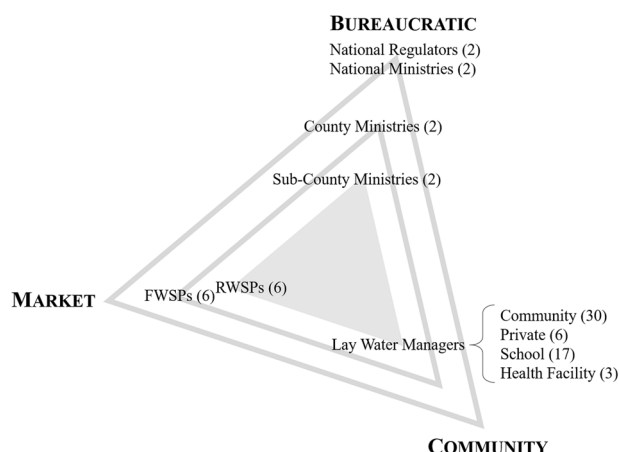 BUREAUCRATIC
National Regulators (2)
National Ministries (2)
County Ministries (2)
Sub-County Ministries (2)
MARKET
FWSPs (6)
RWSPs (6)
Lay Water Managers
Community (30)
Private (6)
School (17)
Health Facility (3)
COMMUNITY